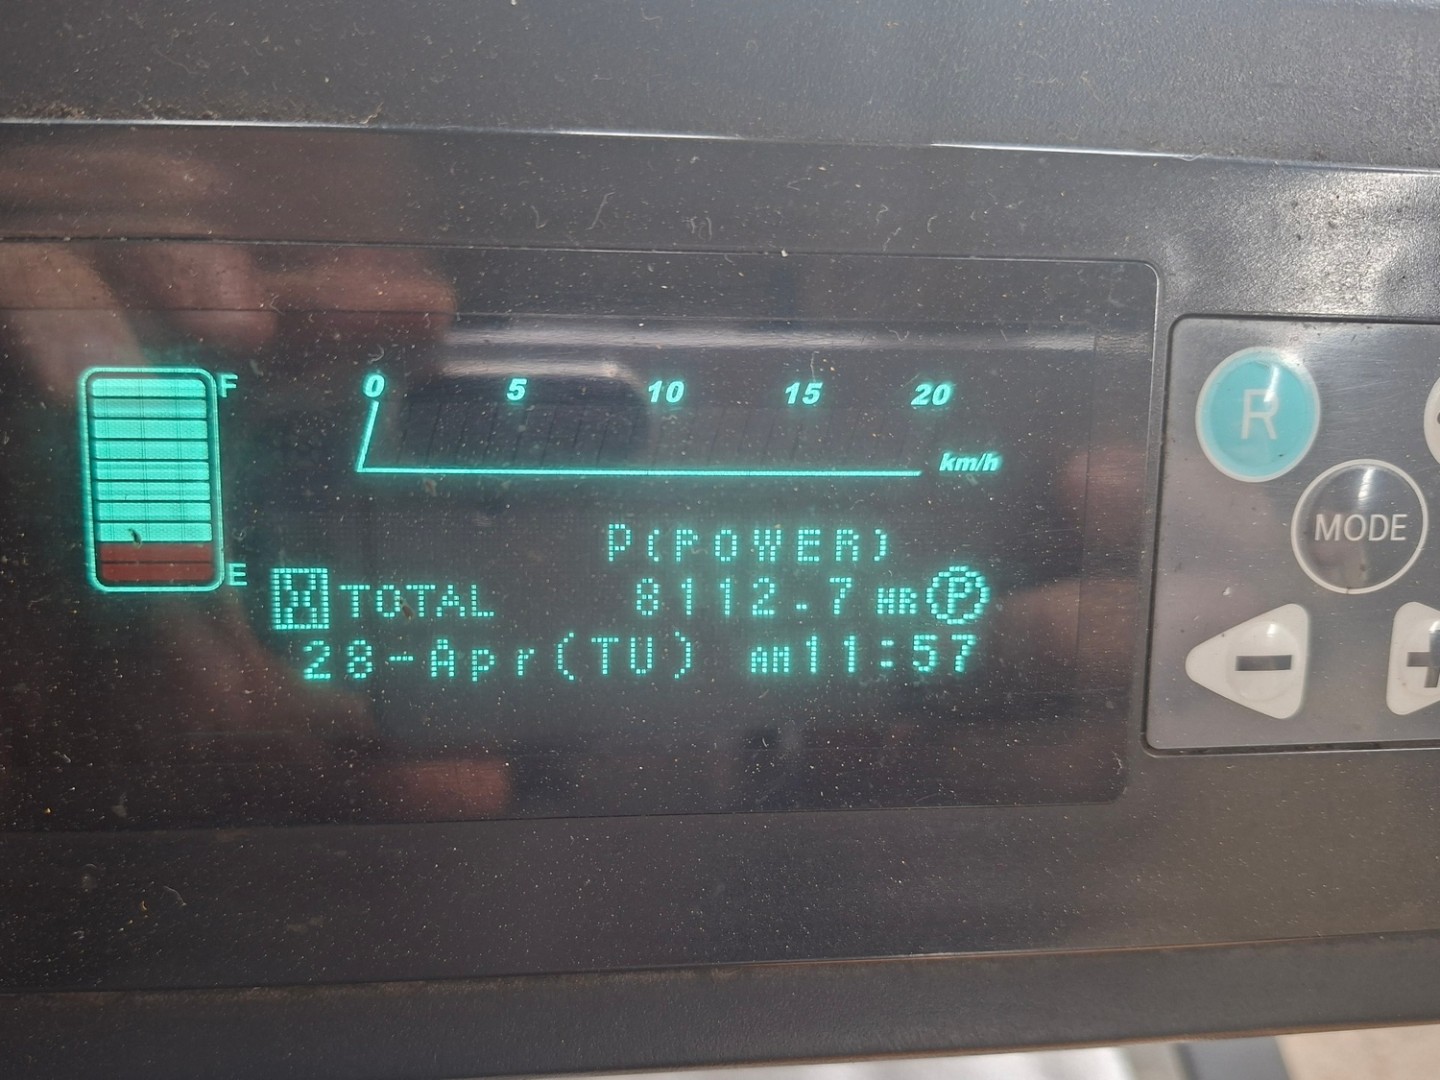 F
0 5 10 15 20
km/h
E
P(POWER)
TOTAL 8112.7 HR P
28-Apr(TU) am11:57
R
MODE
- +